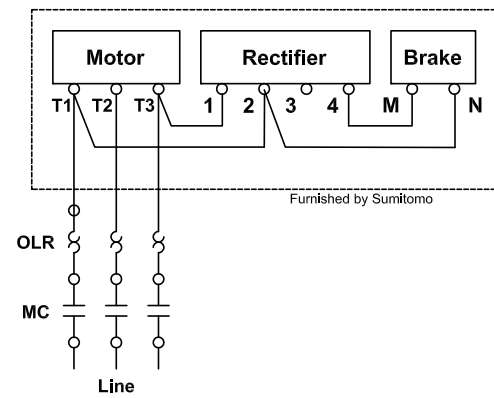 Motor Rectifier Brake
T1 T2 T3 1 2 3 4 M N
Furnished by Sumitomo
OLR
MC
Line